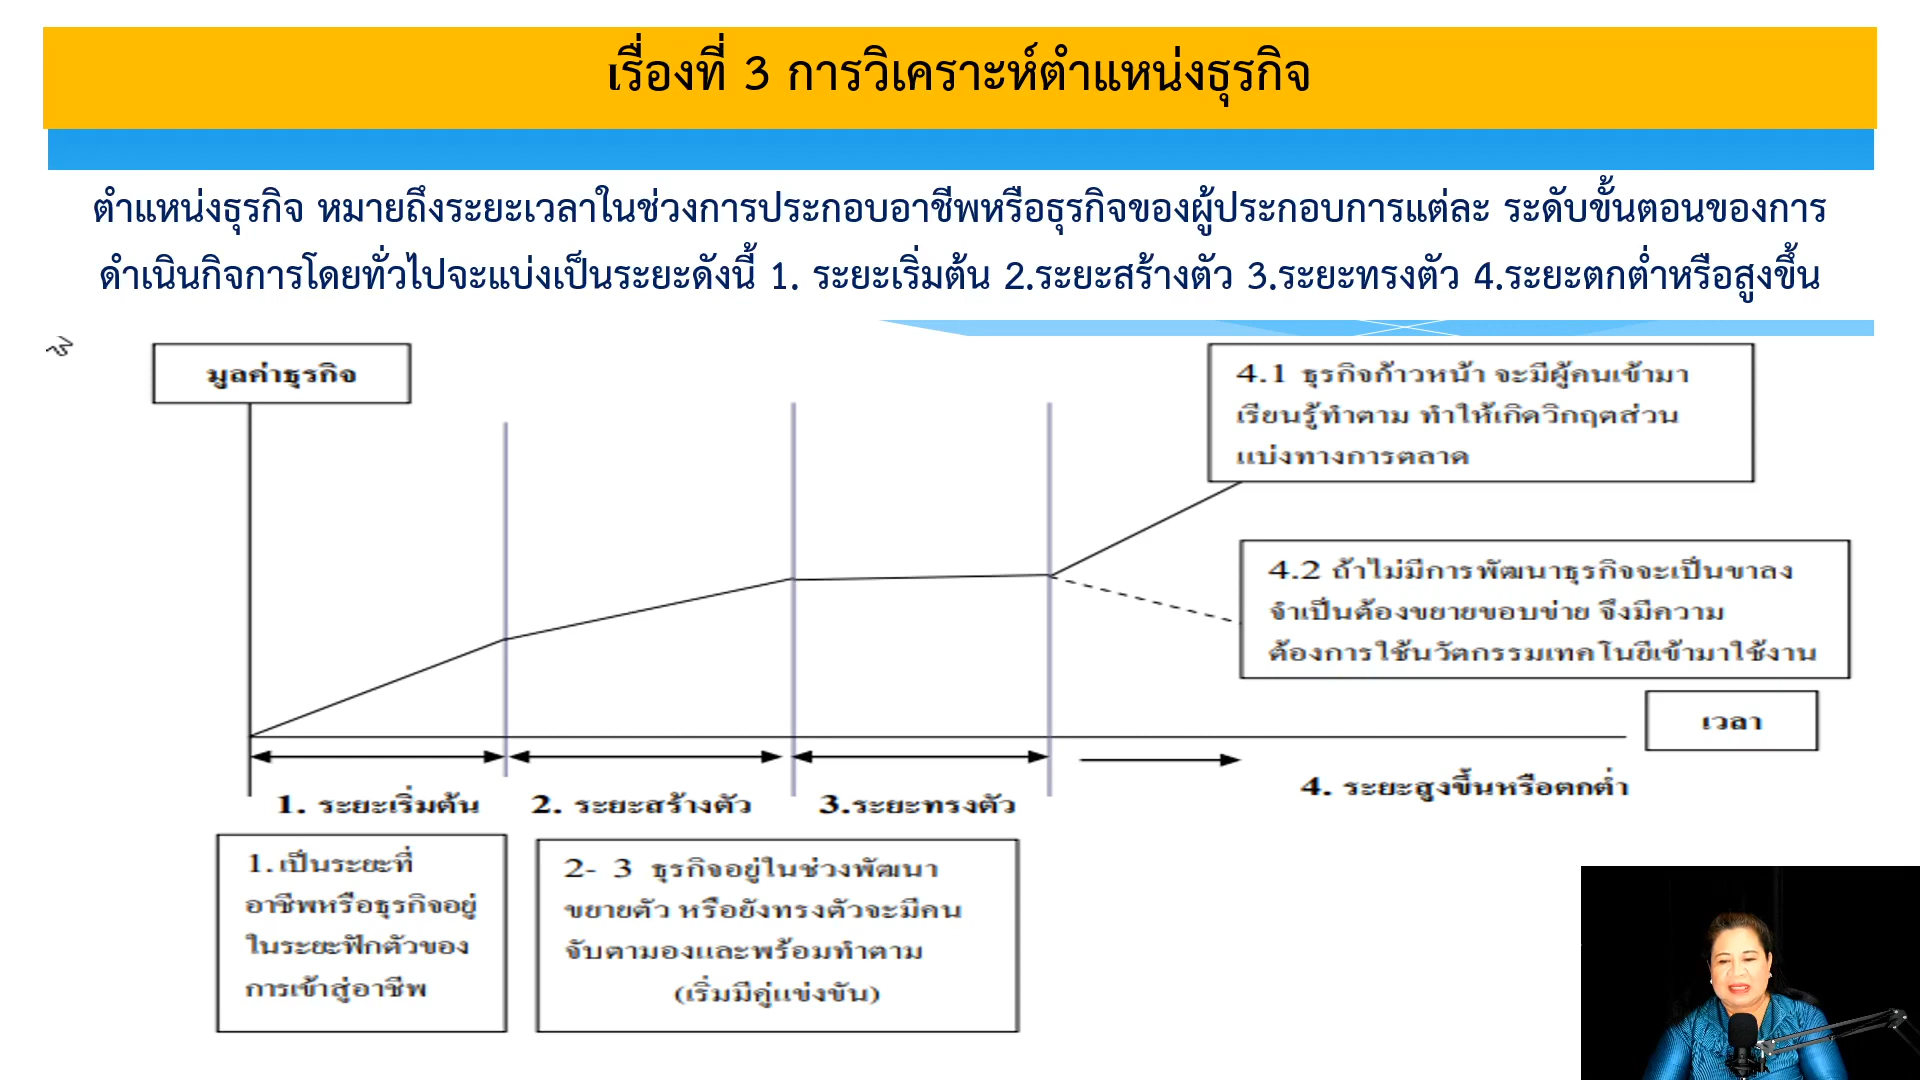 เรื่องที่ 3 การวิเคราะห์ตำแหน่งธุรกิจ
ตำแหน่งธุรกิจ หมายถึงระยะเวลาในช่วงการประกอบอาชีพหรือธุรกิจของผู้ประกอบการแต่ละ ระดับขั้นตอนของการ
ดำเนินกิจการโดยทั่วไปจะแบ่งเป็นระยะดังนี้ 1. ระยะเริ่มต้น 2.ระยะสร้างตัว 3.ระยะทรงตัว 4.ระยะตกต่ำหรือสูงขึ้น
มูลค่าธุรกิจ
4.1 ธุรกิจก้าวหน้า จะมีผู้คนเข้ามา
เรียนรู้ทำตาม ทำให้เกิดวิกฤตส่วน
แบ่งทางการตลาด
4.2 ถ้าไม่มีการพัฒนาธุรกิจจะเป็นขาลง
จำเป็นต้องขยายขอบข่าย จึงมีความ
ต้องการใช้นวัตกรรมเทคโนยีเข้ามาใช้งาน
เวลา
1. ระยะเริ่มต้น
2. ระยะสร้างตัว
3.ระยะทรงตัว
4. ระยะสูงขึ้นหรือตกต่ำ
1.เป็นระยะที่
อาชีพหรือธุรกิจอยู่
ในระยะฟักตัวของ
การเข้าสู่อาชีพ
2- 3 ธุรกิจอยู่ในช่วงพัฒนา
ขยายตัว หรือยังทรงตัวจะมีคน
จับตามองและพร้อมทำตาม
(เริ่มมีคู่แข่งขัน)